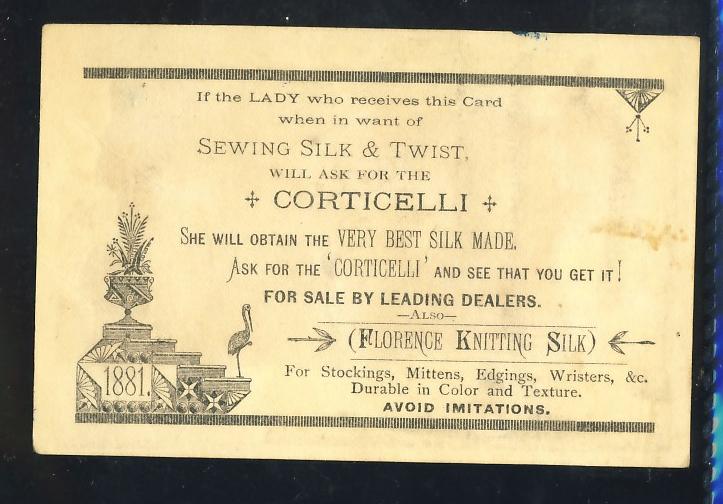 If the LADY who receives this Card
when in want of
SEWING SILK & TWIST,
WILL ASK FOR THE
CORTICELLI
SHE WILL OBTAIN THE VERY BEST SILK MADE.
ASK FOR THE 'CORTICELLI' AND SEE THAT YOU GET IT!
FOR SALE BY LEADING DEALERS.
—ALSO—
(FLORENCE KNITTING SILK)
For Stockings, Mittens, Edgings, Wristers, &c.
Durable in Color and Texture.
AVOID IMITATIONS.
1881.